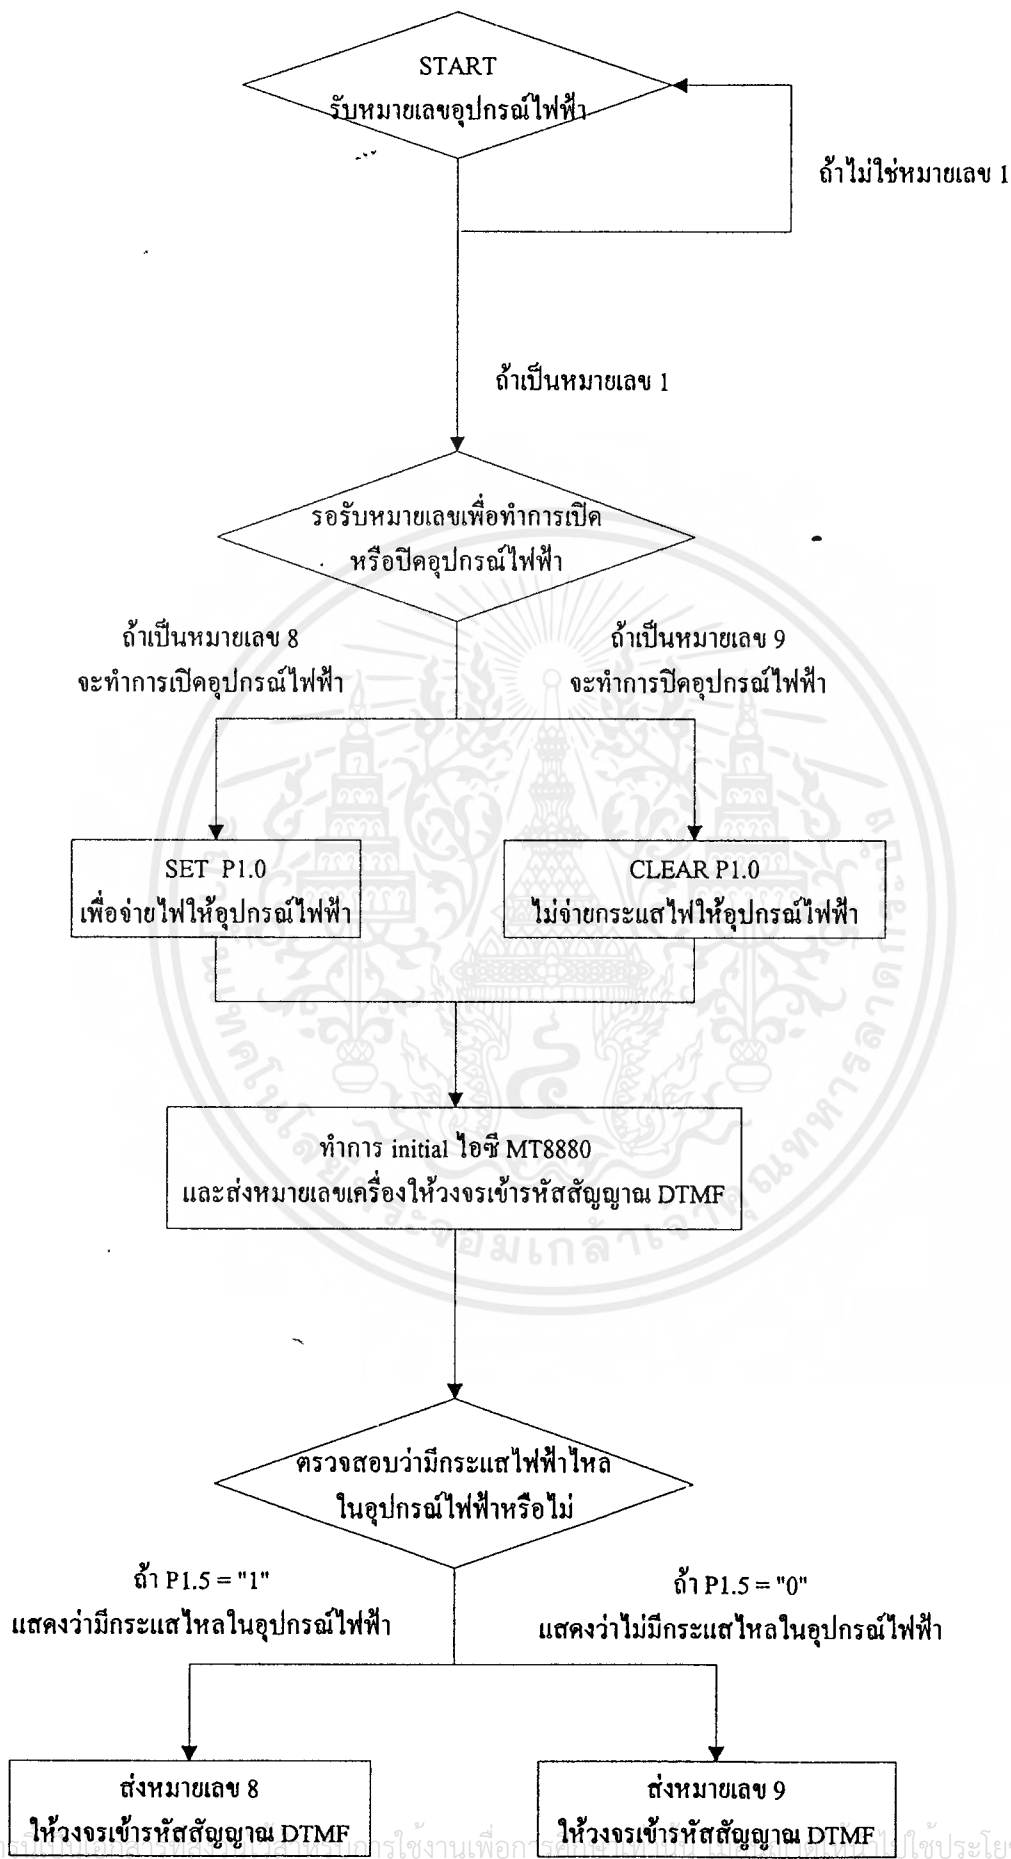 START
รับหมายเลขอุปกรณ์ไฟฟ้า
ถ้าไม่ใช่หมายเลข 1
ถ้าเป็นหมายเลข 1
รอรับหมายเลขเพื่อทำการเปิด
หรือปิดอุปกรณ์ไฟฟ้า
ถ้าเป็นหมายเลข 8
จะทำการเปิดอุปกรณ์ไฟฟ้า
ถ้าเป็นหมายเลข 9
จะทำการปิดอุปกรณ์ไฟฟ้า
SET P1.0
เพื่อจ่ายไฟให้อุปกรณ์ไฟฟ้า
CLEAR P1.0
ไม่จ่ายกระแสไฟให้อุปกรณ์ไฟฟ้า
ทำการ initial ไอซี MT8880
และส่งหมายเลขเครื่องให้วงจรเข้ารหัสสัญญาณ DTMF
ตรวจสอบว่ามีกระแสไฟฟ้าไหล
ในอุปกรณ์ไฟฟ้าหรือไม่
ถ้า P1.5 = "1"
แสดงว่ามีกระแสไหลในอุปกรณ์ไฟฟ้า
ถ้า P1.5 = "0"
แสดงว่าไม่มีกระแสไหลในอุปกรณ์ไฟฟ้า
ส่งหมายเลข 8
ให้วงจรเข้ารหัสสัญญาณ DTMF
ส่งหมายเลข 9
ให้วงจรเข้ารหัสสัญญาณ DTMF